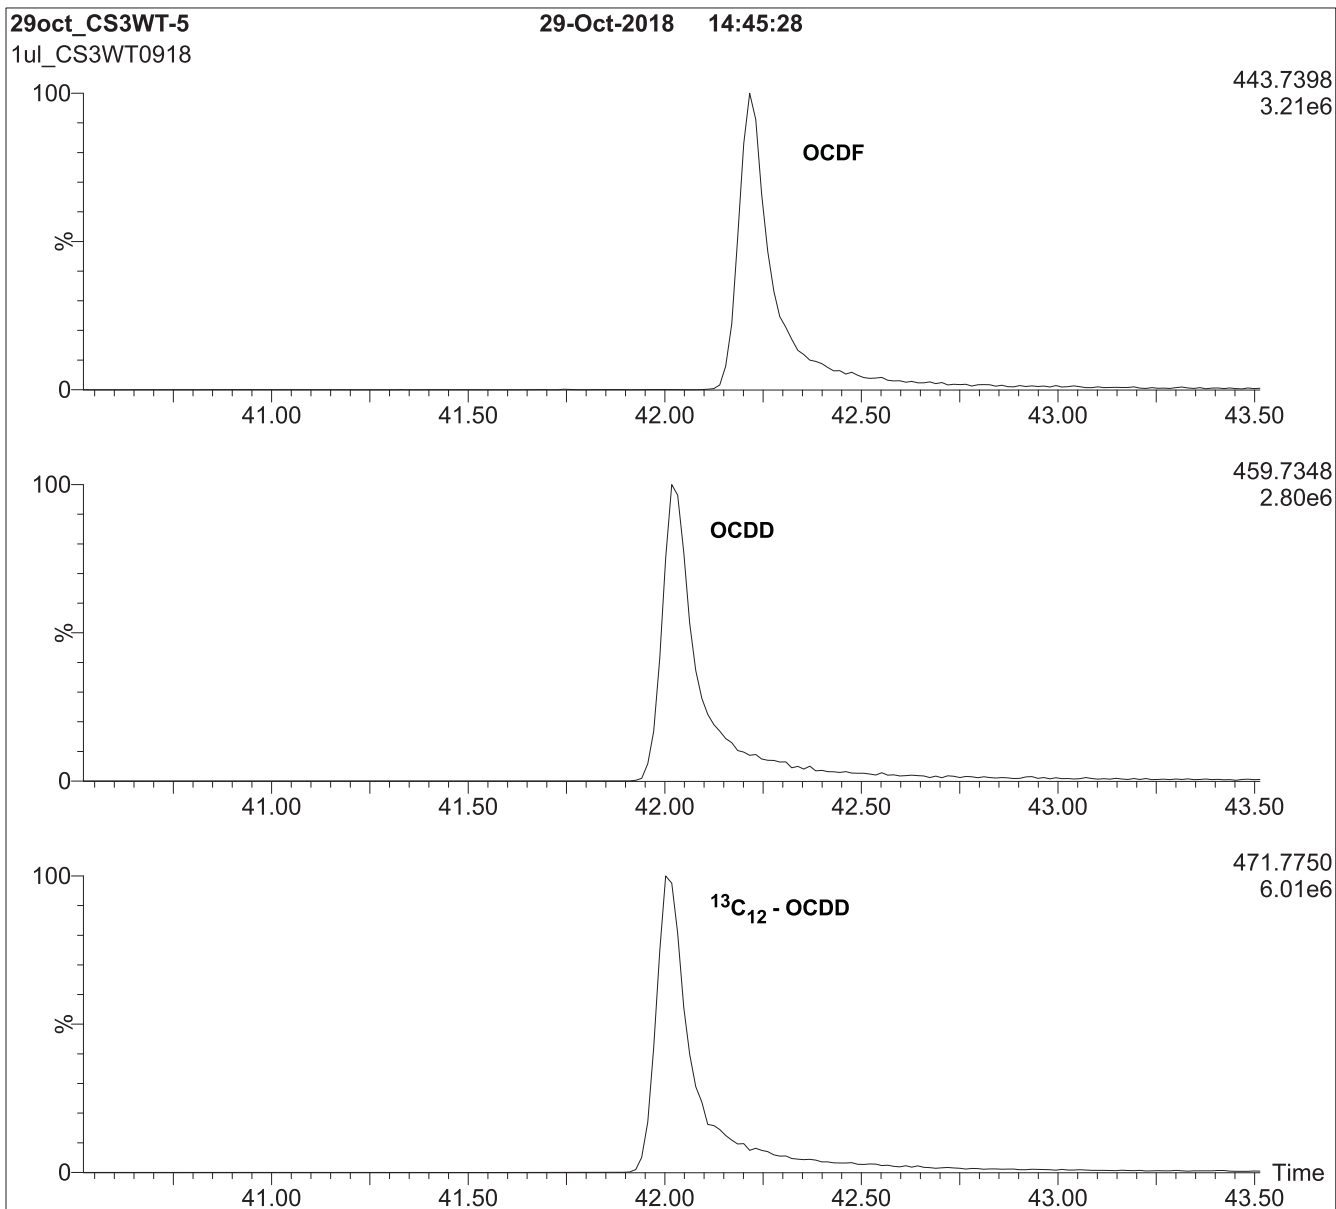 29oct_CS3WT-5 29-Oct-2018 14:45:28
1ul_CS3WT0918
443.7398
3.21e6
100
OCDF
%
0
41.00 41.50 42.00 42.50 43.00 43.50
459.7348
2.80e6
100
OCDD
%
0
41.00 41.50 42.00 42.50 43.00 43.50
471.7750
6.01e6
100
¹³C₁₂ - OCDD
%
0
Time
41.00 41.50 42.00 42.50 43.00 43.50